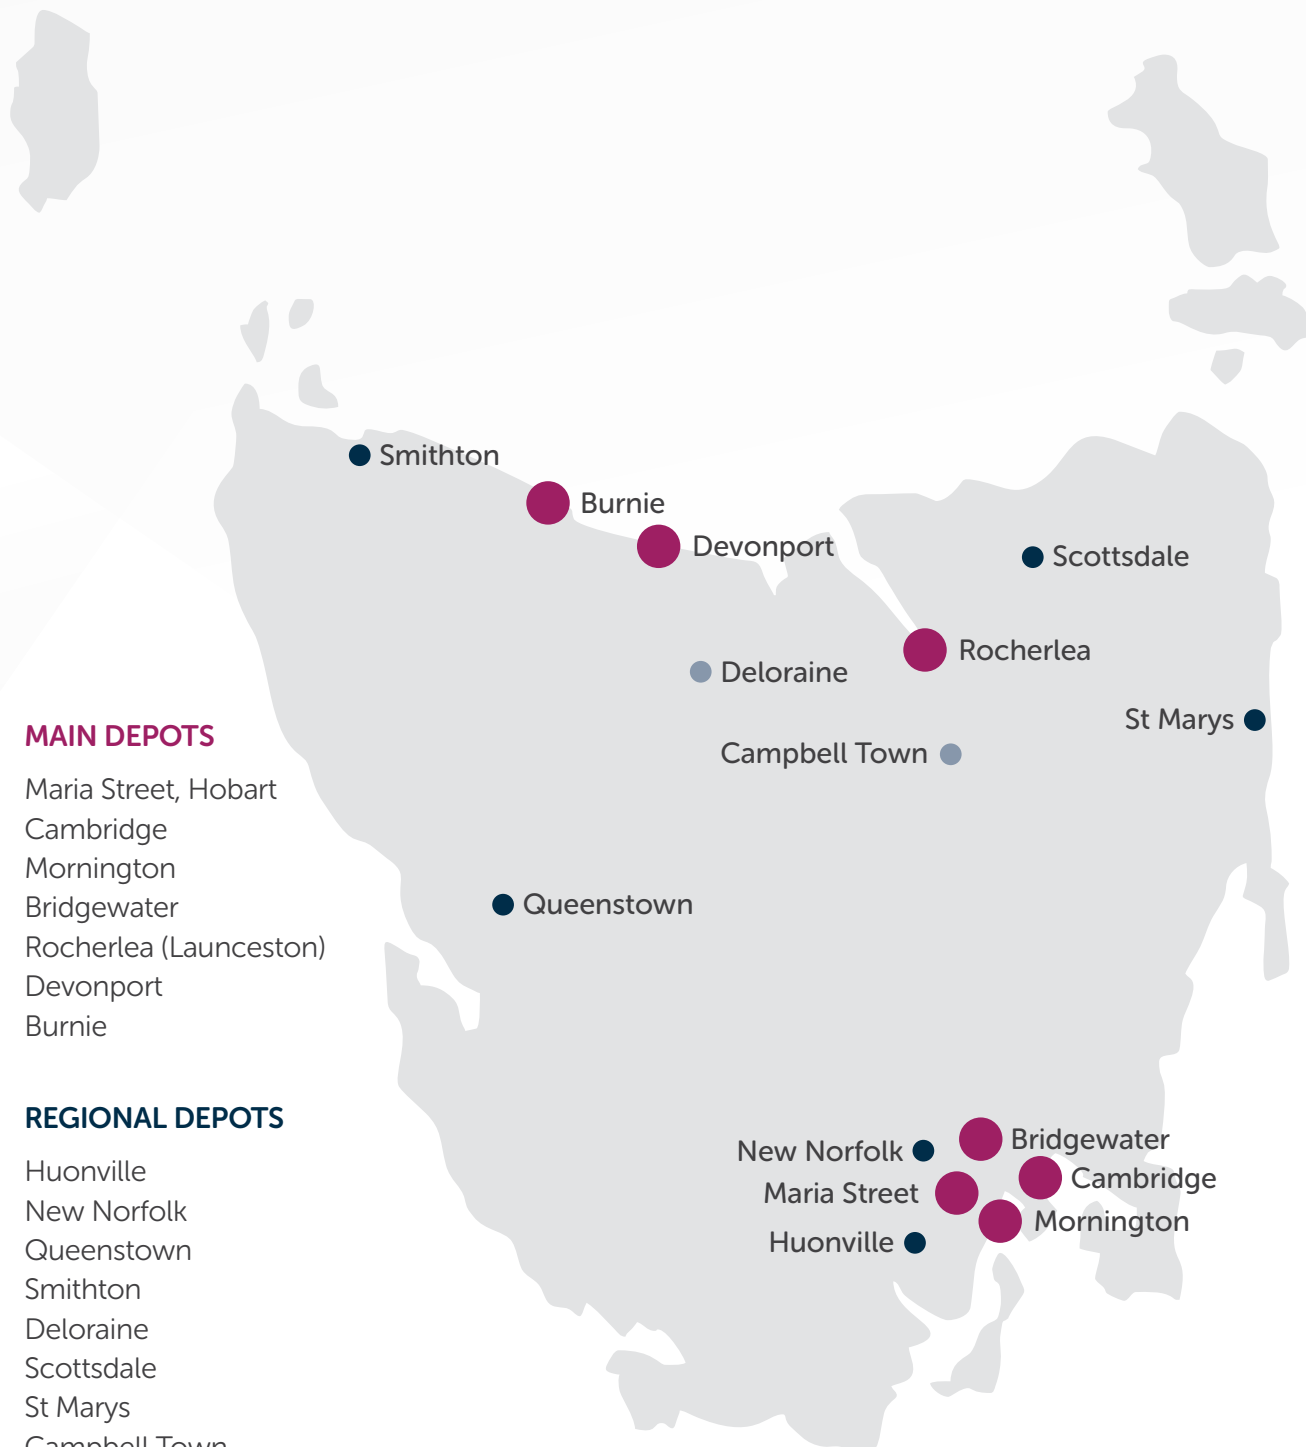 Smithton
Burnie
Devonport
Scottsdale
Rocherlea
Deloraine
St Marys
Campbell Town
MAIN DEPOTS
Maria Street, Hobart
Cambridge
Mornington
Bridgewater
Rocherlea (Launceston)
Devonport
Burnie
Queenstown
REGIONAL DEPOTS
Huonville
New Norfolk
Queenstown
Smithton
Deloraine
Scottsdale
St Marys
Campbell Town
New Norfolk
Bridgewater
Maria Street
Cambridge
Mornington
Huonville